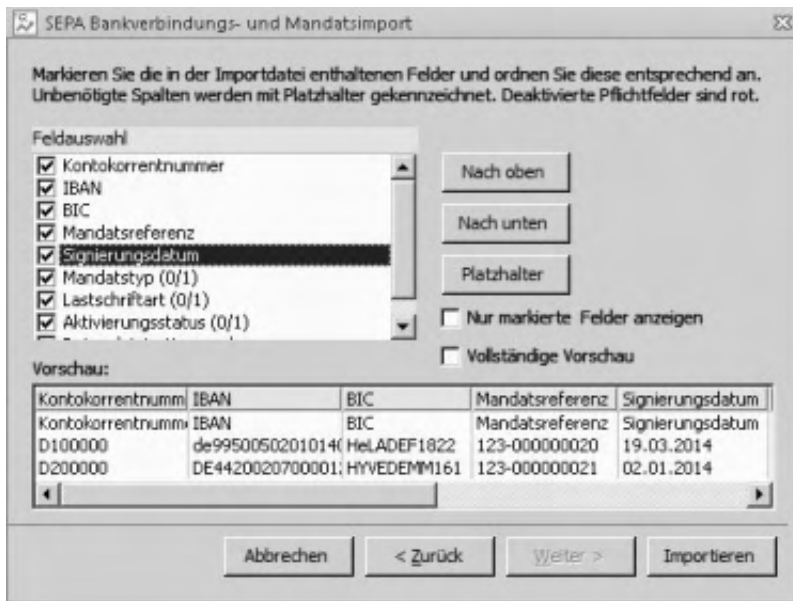 SEPA Bankverbindungs- und Mandatsimport
Markieren Sie die in der Importdatei enthaltenen Felder und ordnen Sie diese entsprechend an.
Unbenötigte Spalten werden mit Platzhalter gekennzeichnet. Deaktivierte Pflichtfelder sind rot.
Feldauswahl
Kontokorrentnummer
IBAN
BIC
Mandatsreferenz
Signierungsdatum
Mandatstyp (0/1)
Lastschriftart (0/1)
Aktivierungsstatus (0/1)
Nach oben
Nach unten
Platzhalter
Nur markierte Felder anzeigen
Vollständige Vorschau
Vorschau:
Kontokorrentnumm IBAN BIC Mandatsreferenz Signierungsdatum
Kontokorrentnumm IBAN BIC Mandatsreferenz Signierungsdatum
D100000 HeLADEF1822 123-000000020 19.03.2014
D200000 HYVEDEMM161 123-000000021 02.01.2014
Abbrechen < Zurück Weiter > Importieren